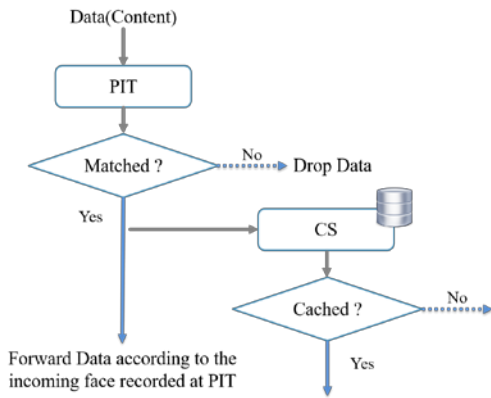 Data(Content)
PIT
Matched ?
No
Drop Data
Yes
CS
Cached ?
No
Forward Data according to the
incoming face recorded at PIT
Yes